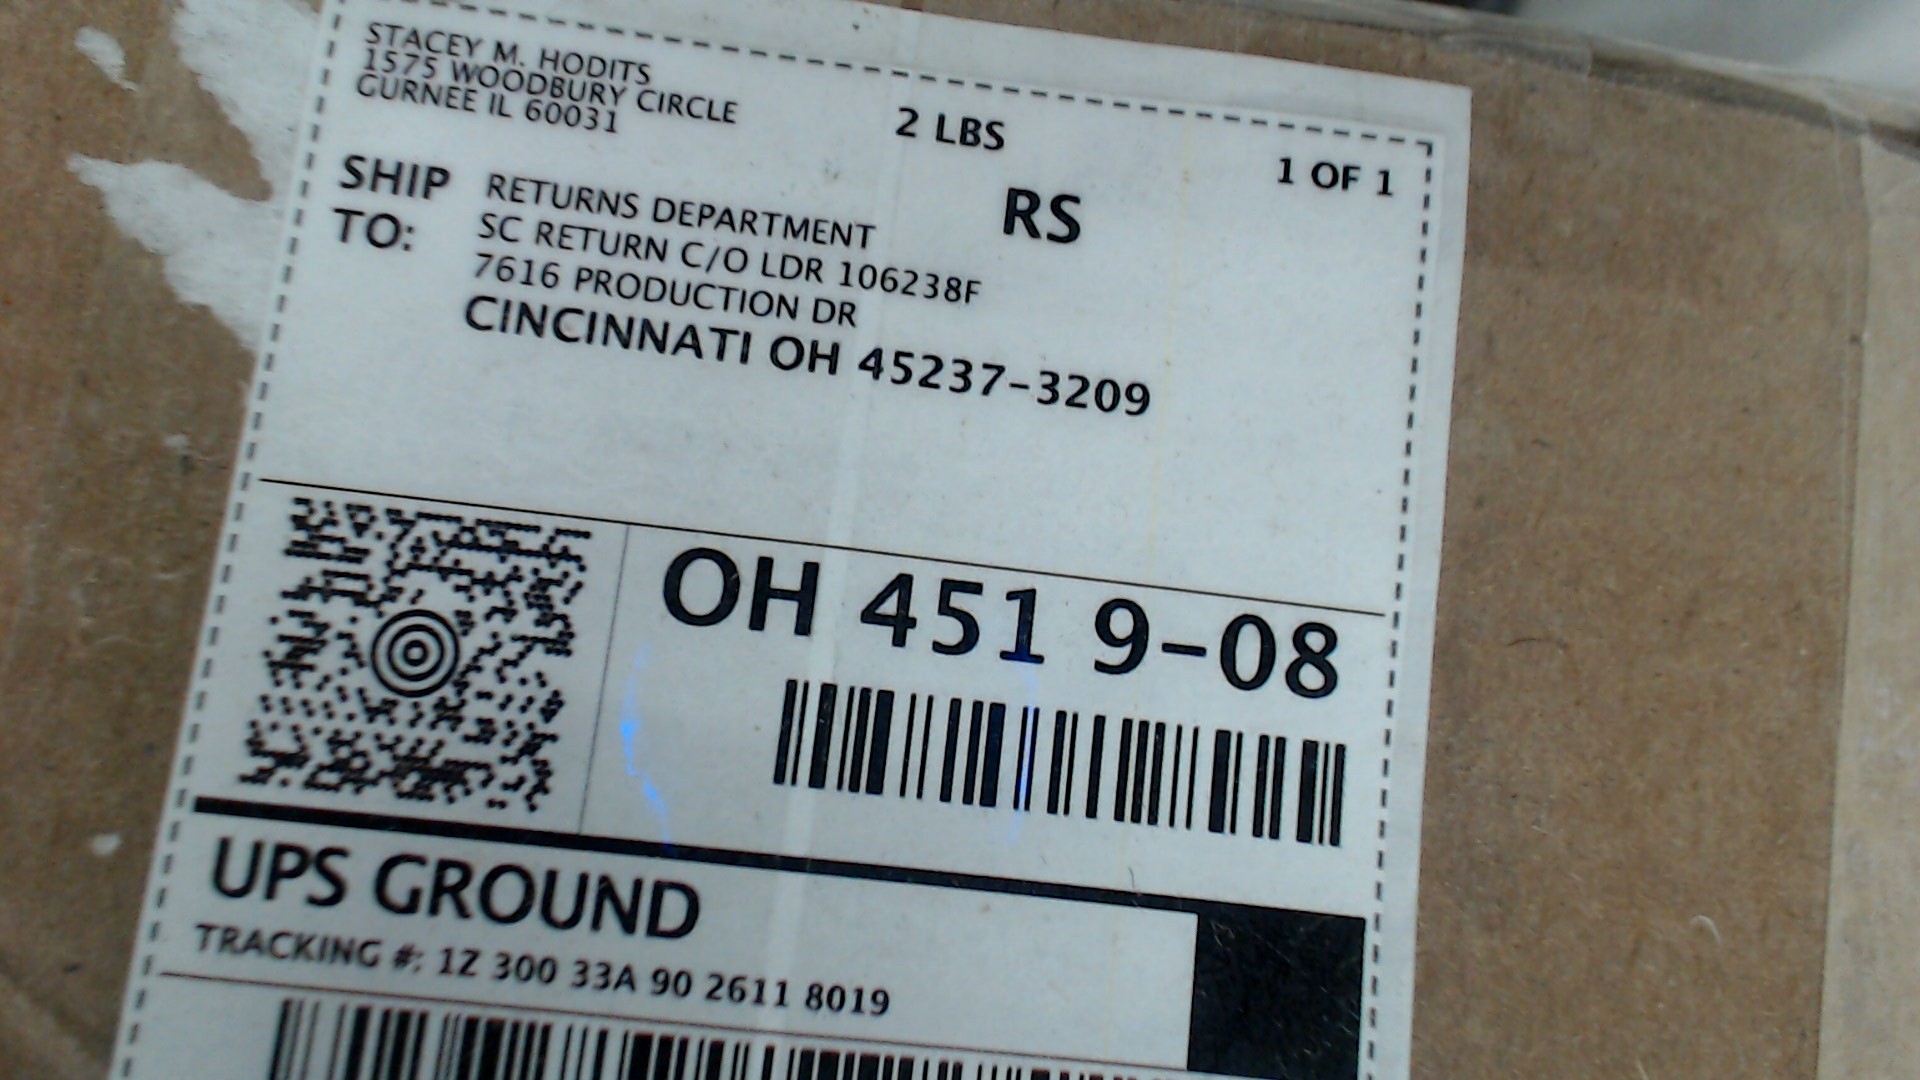 STACEY M. HODITS
1575 WOODBURY CIRCLE
GURNEE IL 60031
2 LBS
1 OF 1
RS
SHIP TO:
RETURNS DEPARTMENT
SC RETURN C/O LDR 106238F
7616 PRODUCTION DR
CINCINNATI OH 45237-3209
OH 451 9-08
UPS GROUND
TRACKING #: 1Z 300 33A 90 2611 8019